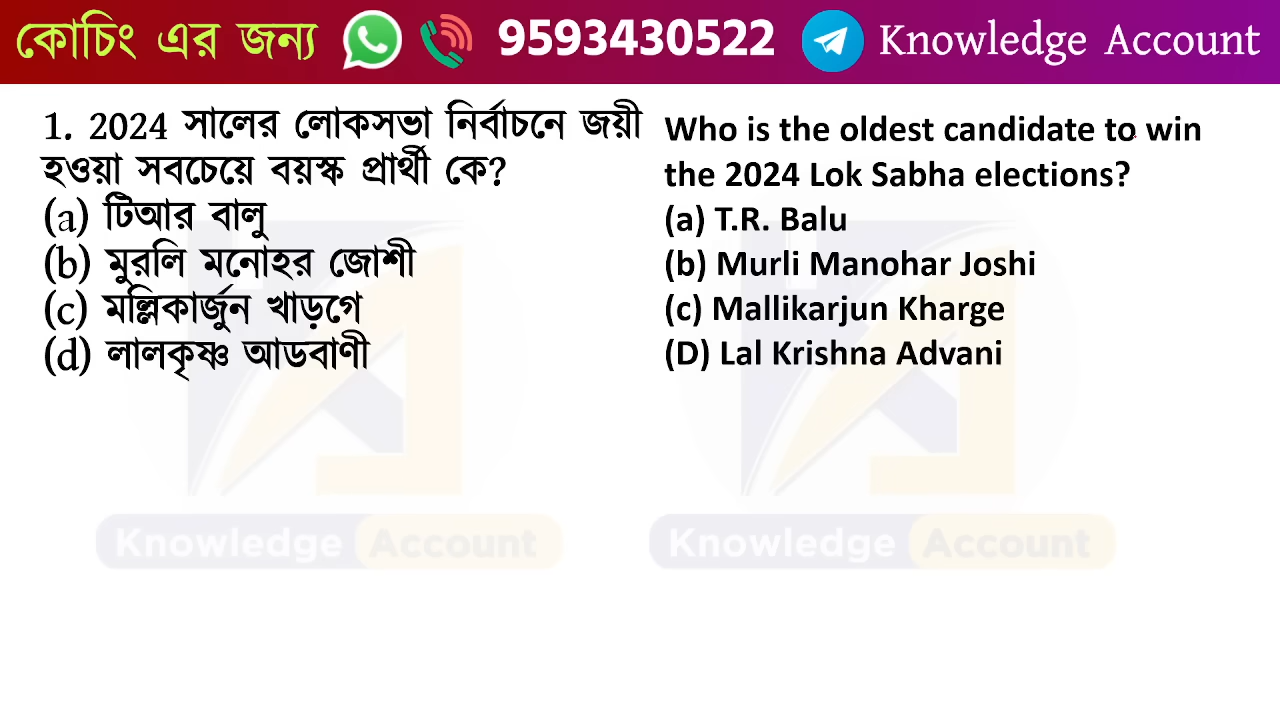 কোচিং এর জন্য 9593430522 Knowledge Account
1. 2024 সালের লোকসভা নির্বাচনে জয়ী
হওয়া সবচেয়ে বয়স্ক প্রার্থী কে?
(a) টিআর বালু
(b) মুরলি মনোহর জোশী
(c) মল্লিকার্জুন খাড়গে
(d) লালকৃষ্ণ আডবাণী
Who is the oldest candidate to win
the 2024 Lok Sabha elections?
(a) T.R. Balu
(b) Murli Manohar Joshi
(c) Mallikarjun Kharge
(D) Lal Krishna Advani
Knowledge Account
Knowledge Account